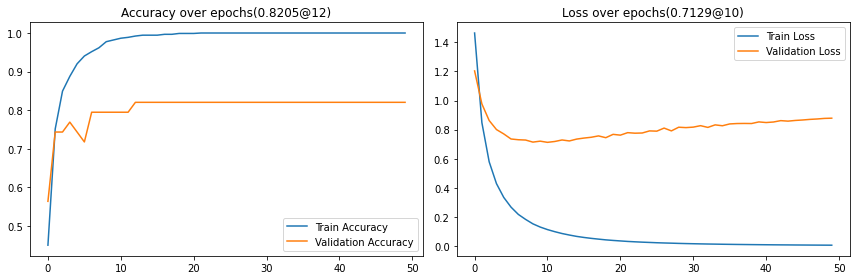 Accuracy over epochs(0.8205@12)
1.0
0.9
0.8
0.7
0.6
0.5
Train Accuracy
Validation Accuracy
0 10 20 30 40 50
Loss over epochs(0.7129@10)
Train Loss
Validation Loss
1.4
1.2
1.0
0.8
0.6
0.4
0.2
0.0
0 10 20 30 40 50